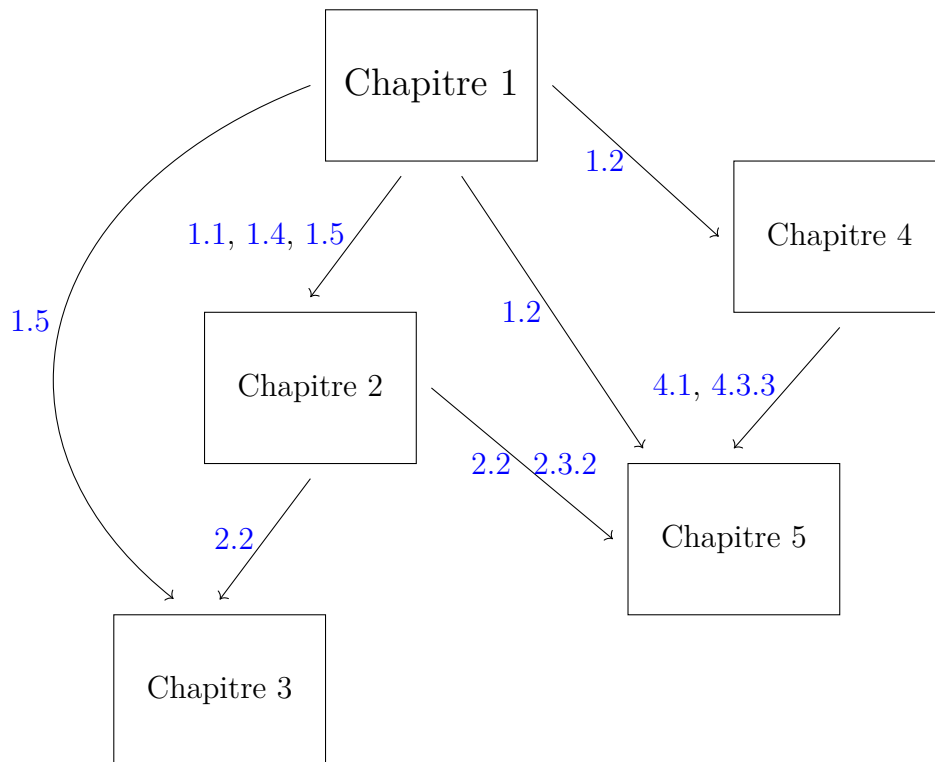 Chapitre 1
1.2
Chapitre 4
1.1, 1.4, 1.5
1.2
1.5
Chapitre 2
4.1, 4.3.3
2.2 2.3.2
Chapitre 5
2.2
Chapitre 3